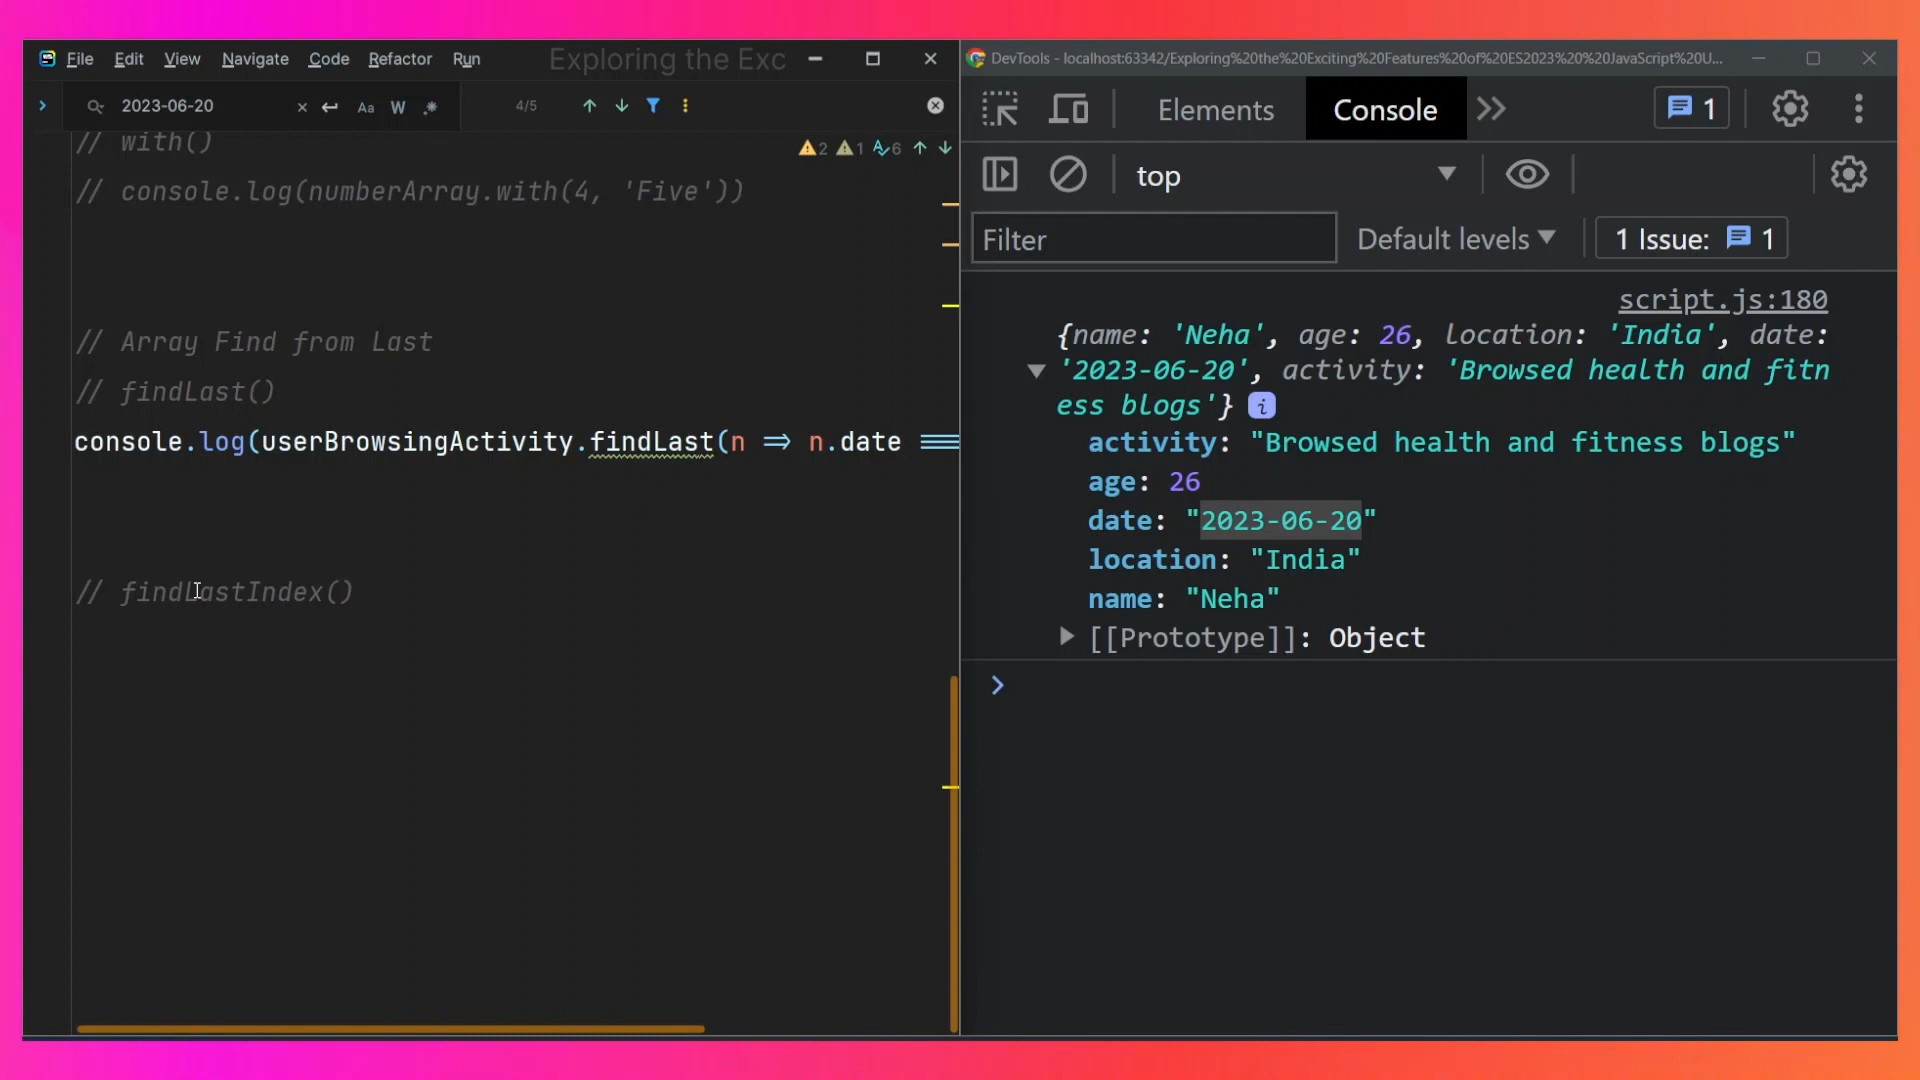 File Edit View Navigate Code Refactor Run Exploring the Exc
2023-06-20 Aa W .* 4/5
// with()
2 1 6
// console.log(numberArray.with(4, 'Five'))
// Array Find from Last
// findLast()
console.log(userBrowsingActivity.findLast(n => n.date ===
// findLastIndex()
DevTools - localhost:63342/Exploring%20the%20Exciting%20Features%20of%20ES2023%20%20JavaScript%20U...
Elements Console 1
top
Filter Default levels 1 Issue: 1
script.js:180
{name: 'Neha', age: 26, location: 'India', date:
'2023-06-20', activity: 'Browsed health and fitn
ess blogs'} i
activity: "Browsed health and fitness blogs"
age: 26
date: "2023-06-20"
location: "India"
name: "Neha"
[[Prototype]]: Object